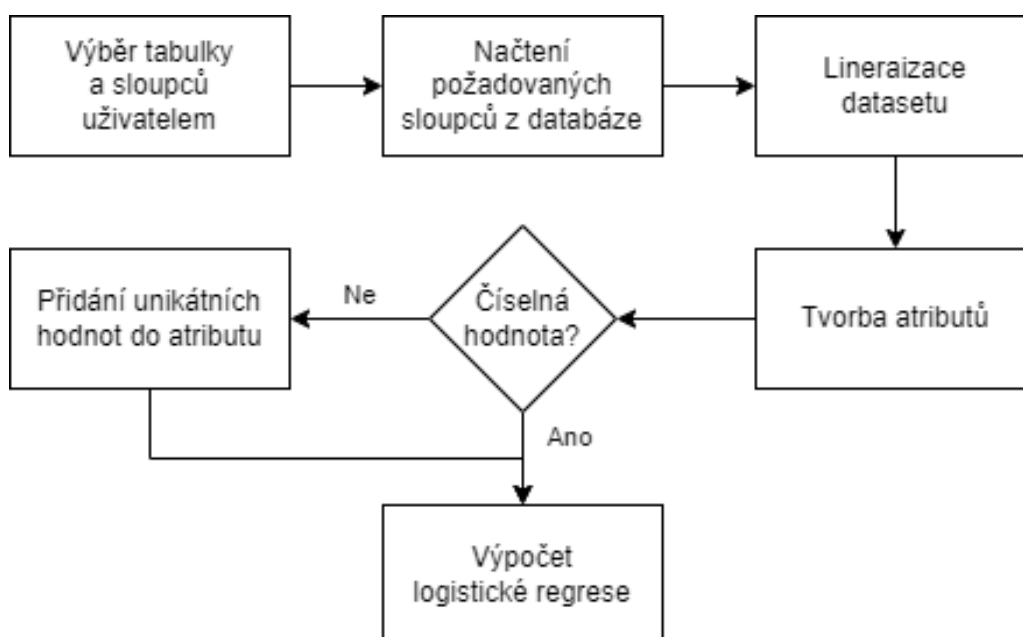 Výběr tabulky
a sloupců
uživatelem
Načtení
požadovaných
sloupců z databáze
Lineraizace
datasetu
Tvorba atributů
Číselná
hodnota?
Ne
Přidání unikátních
hodnot do atributu
Ano
Výpočet
logistické regrese